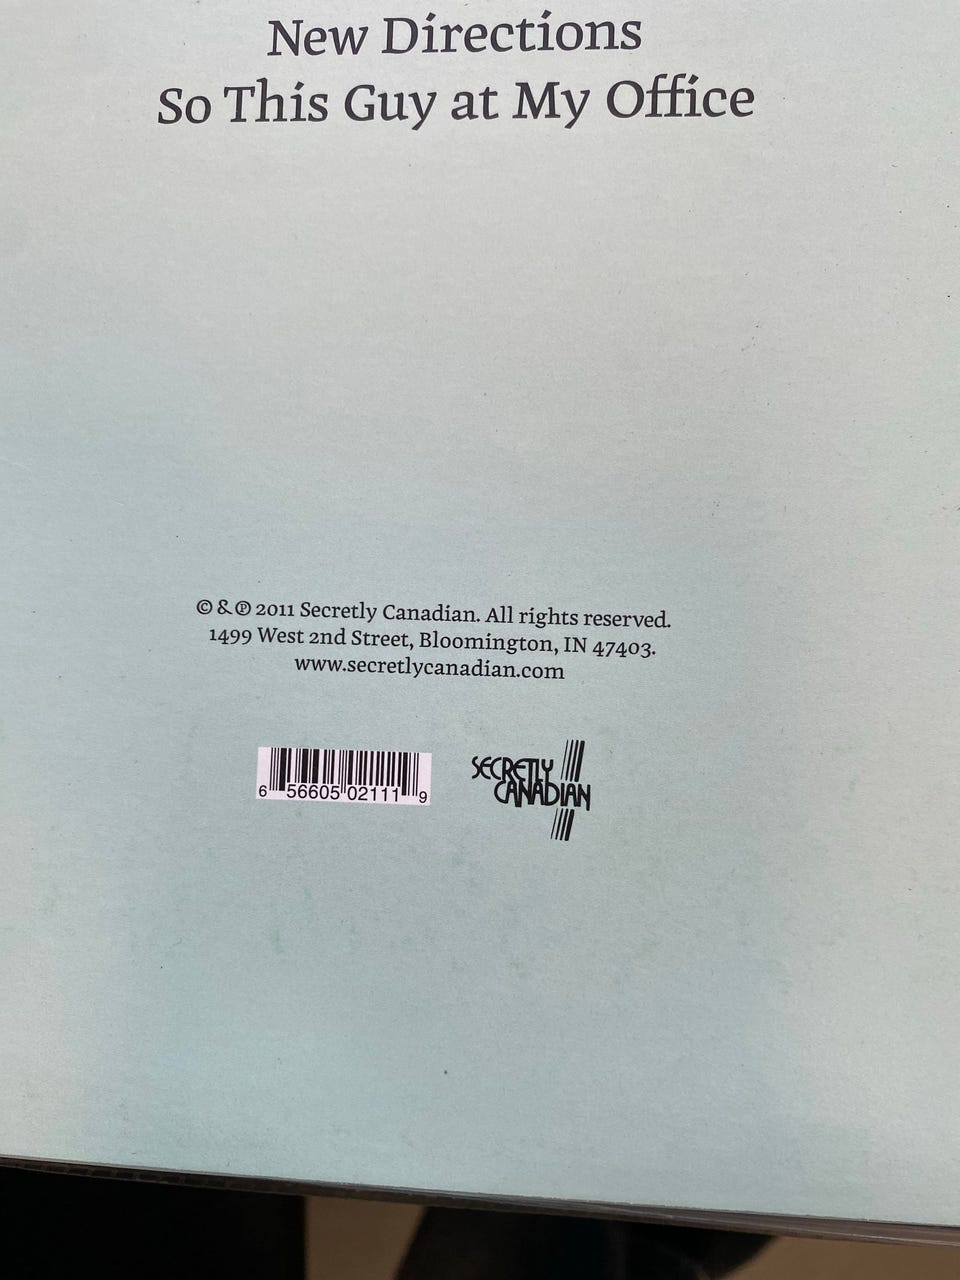 New Directions
So This Guy at My Office
© & ℗ 2011 Secretly Canadian. All rights reserved.
1499 West 2nd Street, Bloomington, IN 47403.
www.secretlycanadian.com
6 56605 02111 9
SECRETLY
CANADIAN